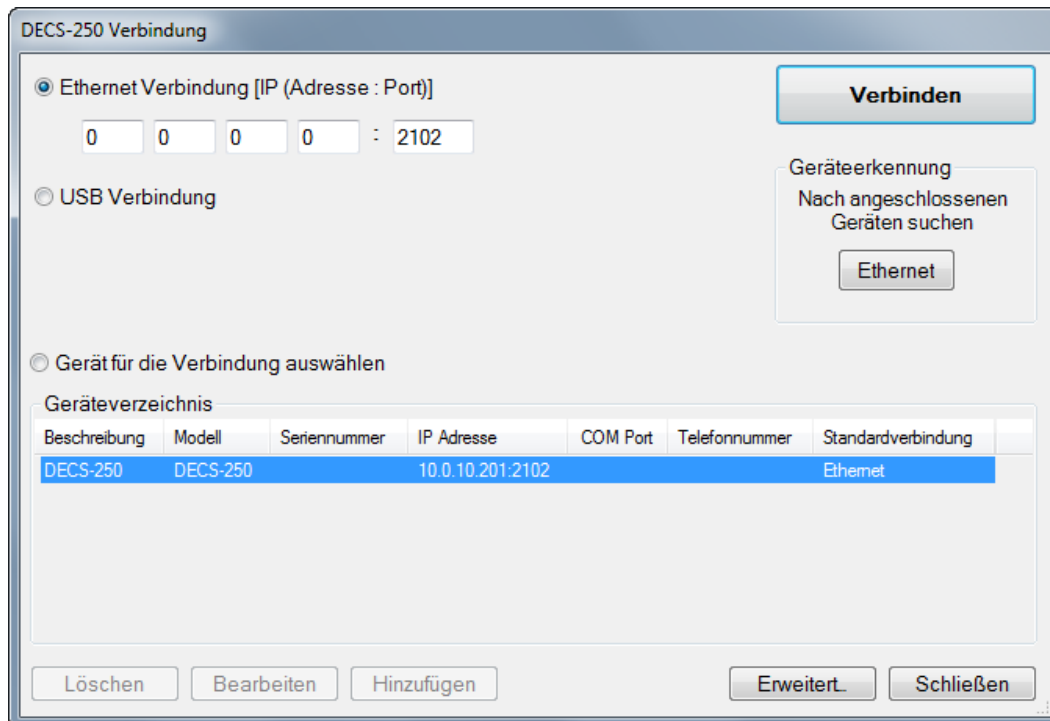 DECS-250 Verbindung
Ethernet Verbindung [IP (Adresse : Port)]
0 0 0 0 : 2102
Verbinden
USB Verbindung
Geräteerkennung
Nach angeschlossenen
Geräten suchen
Ethernet
Gerät für die Verbindung auswählen
Geräteverzeichnis
Beschreibung Modell Seriennummer IP Adresse COM Port Telefonnummer Standardverbindung
DECS-250 DECS-250 10.0.10.201:2102 Ethernet
Löschen Bearbeiten Hinzufügen Erweitert.. Schließen